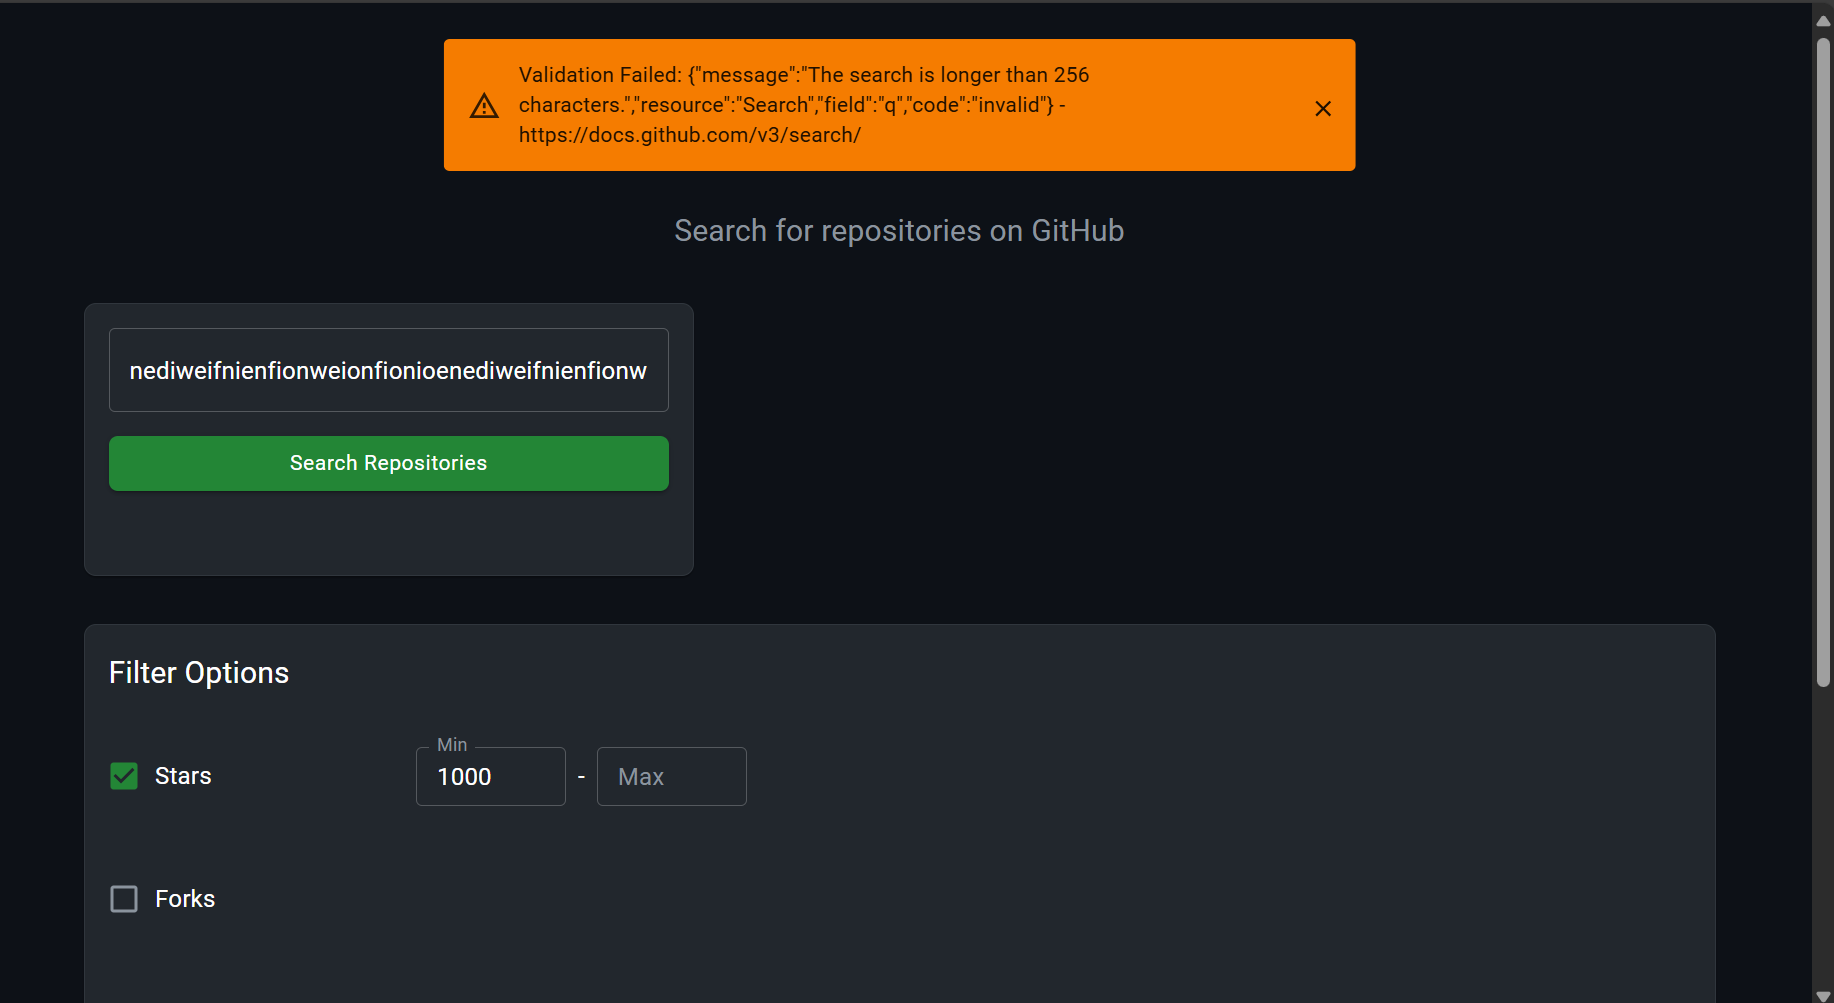 Validation Failed: {"message":"The search is longer than 256
characters.","resource":"Search","field":"q","code":"invalid"} -
https://docs.github.com/v3/search/
Search for repositories on GitHub
nediweifnienfionweionfionioenediweifnienfionw
Search Repositories
Filter Options
Min
Stars
1000
-
Max
Forks